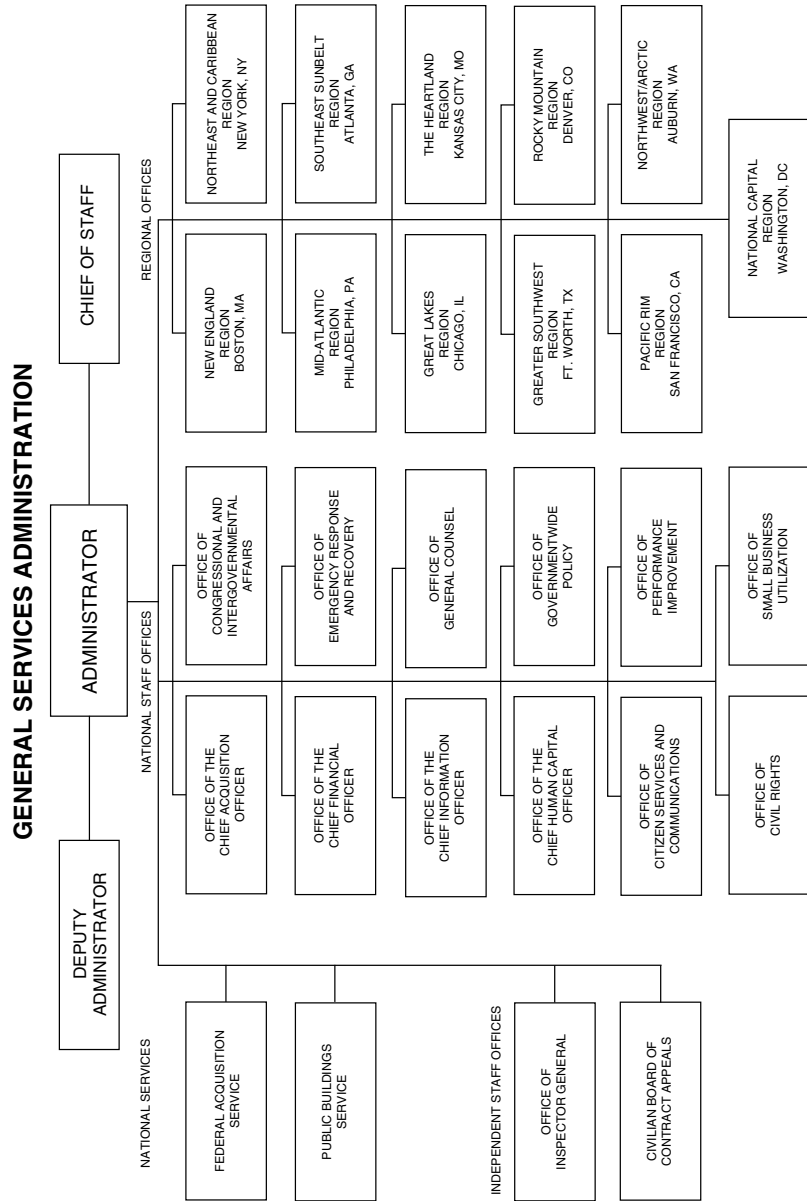 GENERAL SERVICES ADMINISTRATION
DEPUTY
ADMINISTRATOR
ADMINISTRATOR
CHIEF OF STAFF
NATIONAL SERVICES
FEDERAL ACQUISITION
SERVICE
PUBLIC BUILDINGS
SERVICE
INDEPENDENT STAFF OFFICES
OFFICE OF
INSPECTOR GENERAL
CIVILIAN BOARD OF
CONTRACT APPEALS
NATIONAL STAFF OFFICES
OFFICE OF THE
CHIEF ACQUISITION
OFFICER
OFFICE OF
CONGRESSIONAL AND
INTERGOVERNMENTAL
AFFAIRS
OFFICE OF THE
CHIEF FINANCIAL
OFFICER
OFFICE OF
EMERGENCY RESPONSE
AND RECOVERY
OFFICE OF THE
CHIEF INFORMATION
OFFICER
OFFICE OF
GENERAL COUNSEL
OFFICE OF THE
CHIEF HUMAN CAPITAL
OFFICER
OFFICE OF
GOVERNMENTWIDE
POLICY
OFFICE OF
CITIZEN SERVICES AND
COMMUNICATIONS
OFFICE OF
PERFORMANCE
IMPROVEMENT
OFFICE OF
CIVIL RIGHTS
OFFICE OF
SMALL BUSINESS
UTILIZATION
REGIONAL OFFICES
NEW ENGLAND
REGION
BOSTON, MA
NORTHEAST AND CARIBBEAN
REGION
NEW YORK, NY
MID-ATLANTIC
REGION
PHILADELPHIA, PA
SOUTHEAST SUNBELT
REGION
ATLANTA, GA
GREAT LAKES
REGION
CHICAGO, IL
THE HEARTLAND
REGION
KANSAS CITY, MO
GREATER SOUTHWEST
REGION
FT. WORTH, TX
ROCKY MOUNTAIN
REGION
DENVER, CO
PACIFIC RIM
REGION
SAN FRANCISCO, CA
NORTHWEST/ARCTIC
REGION
AUBURN, WA
NATIONAL CAPITAL
REGION
WASHINGTON, DC